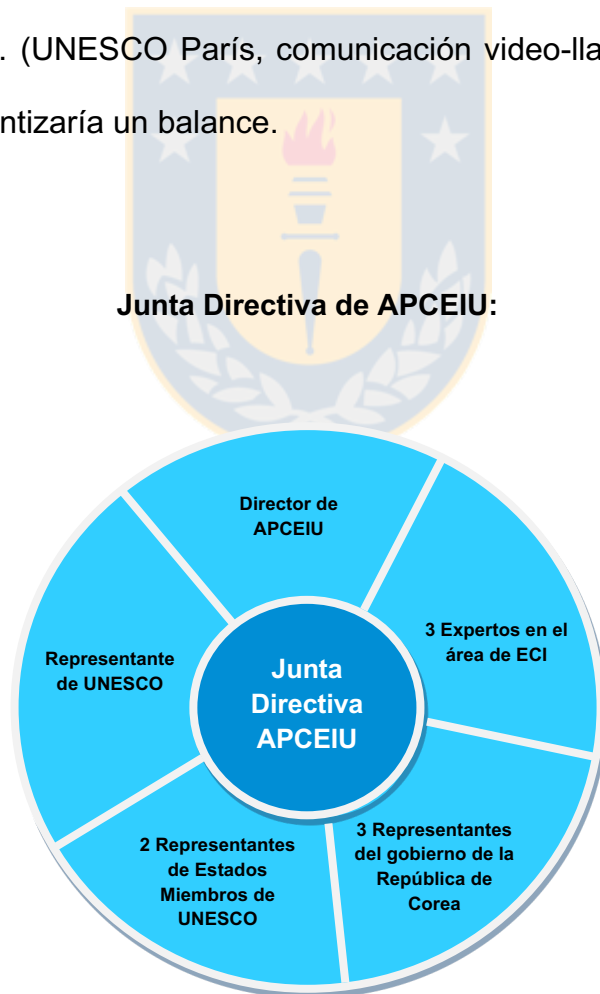 . (UNESCO París, comunicación video-lla
ntizaría un balance.
Junta Directiva de APCEIU:
Director de
APCEIU
3 Expertos en el
área de ECI
Representante
de UNESCO
Junta
Directiva
APCEIU
2 Representantes
de Estados
Miembros de
UNESCO
3 Representantes
del gobierno de la
República de
Corea